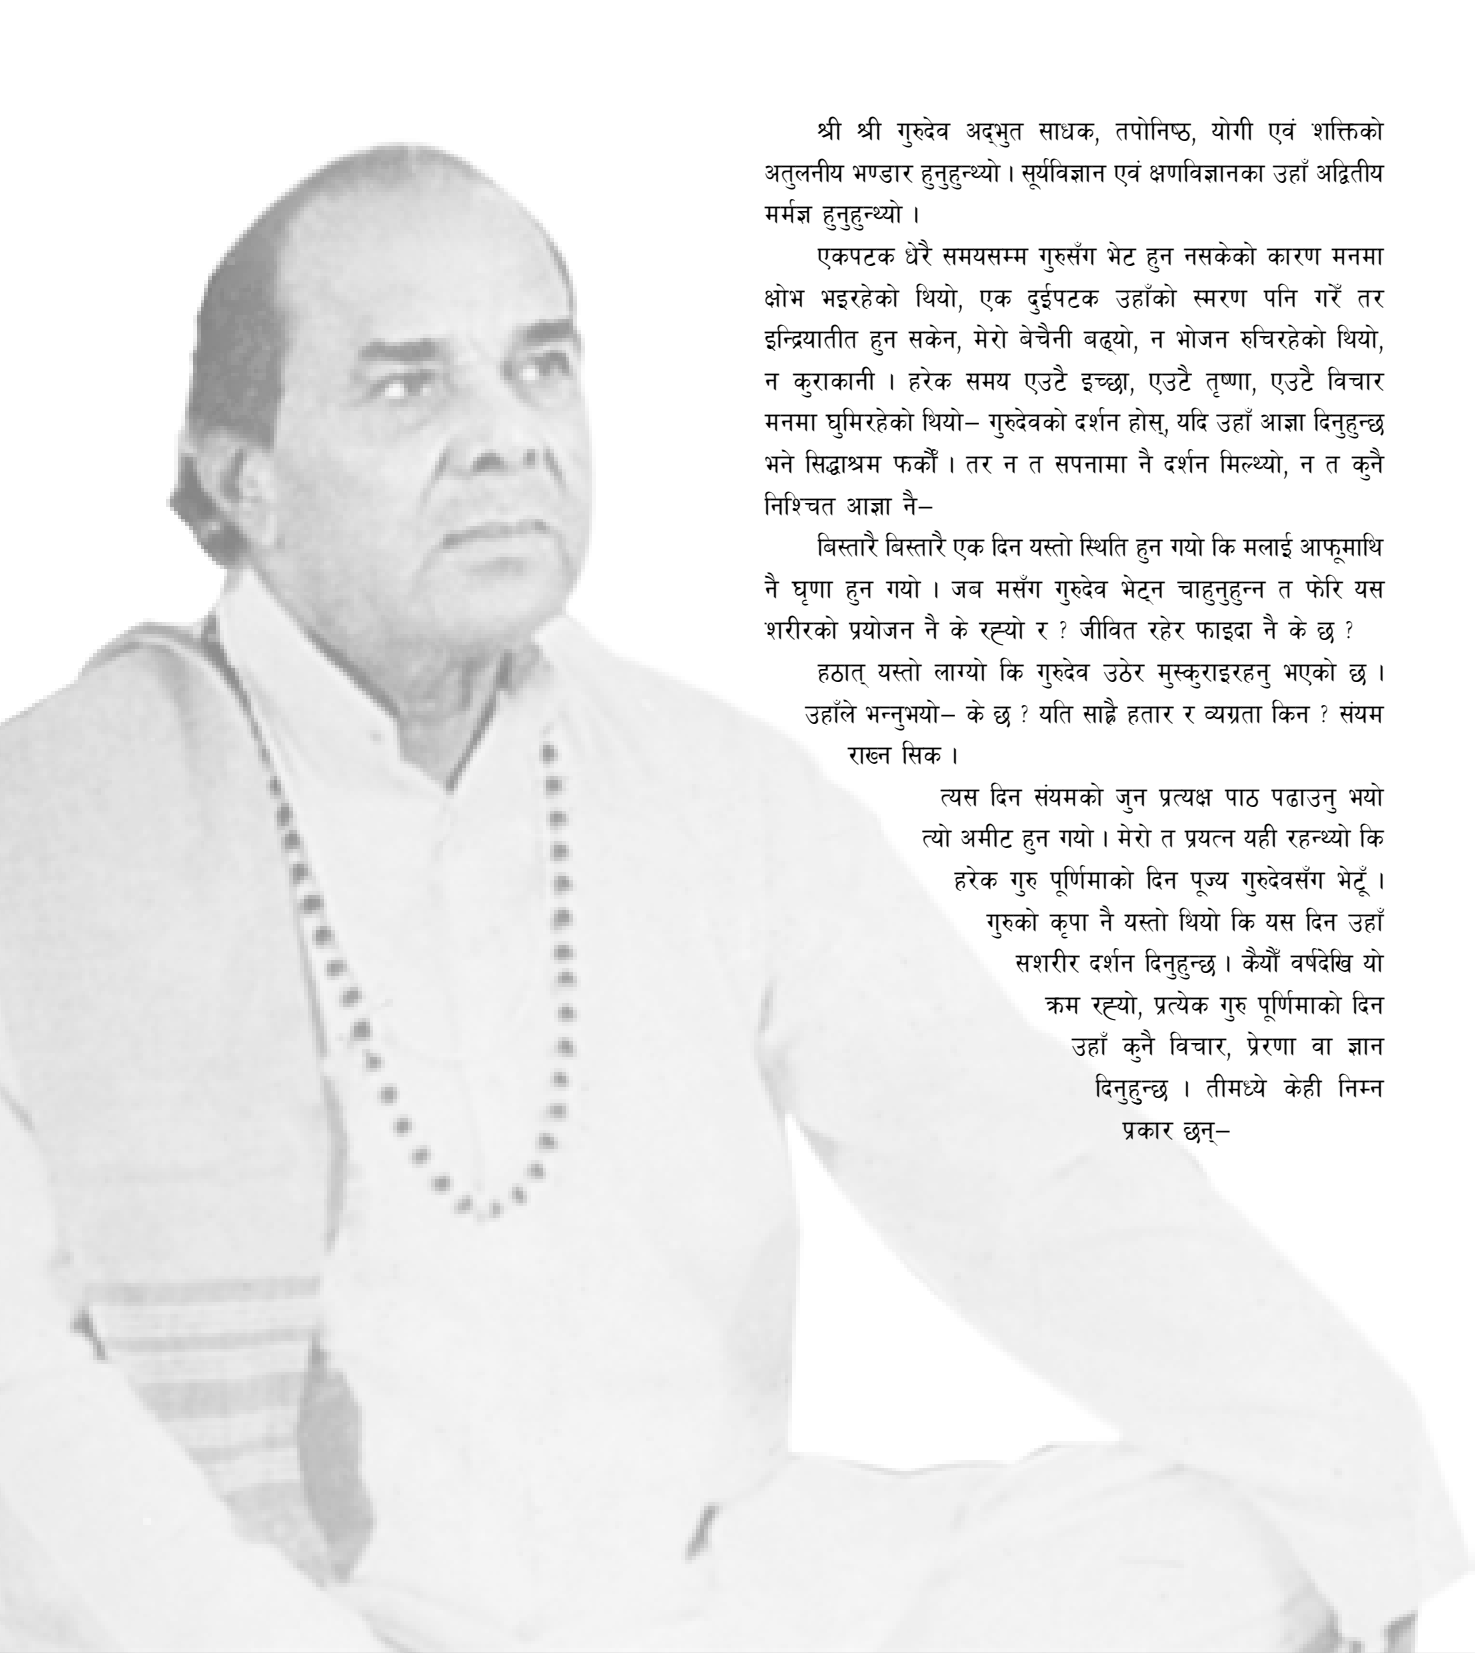 श्री श्री गुरुदेव अद्‌भुत साधक, तपोनिष्ठ, योगी एवं शक्तिको
अतुलनीय भण्डार हुनुहुन्थ्यो । सूर्यविज्ञान एवं क्षणविज्ञानका उहाँ अद्वितीय
मर्मज्ञ हुनुहुन्थ्यो ।
एकपटक धेरै समयसम्म गुरुसँग भेट हुन नसकेको कारण मनमा
क्षोभ भइरहेको थियो, एक दुईपटक उहाँको स्मरण पनि गरेँ तर
इन्द्रियातीत हुन सकेन, मेरो बेचैनी बढ्यो, न भोजन रुचिरहेको थियो,
न कुराकानी । हरेक समय एउटै इच्छा, एउटै तृष्णा, एउटै विचार
मनमा घुमिरहेको थियो– गुरुदेवको दर्शन होस्, यदि उहाँ आज्ञा दिनुहुन्छ
भने सिद्धाश्रम फर्कौँ । तर न त सपनामा नै दर्शन मिल्थ्यो, न त कुनै
निश्चित आज्ञा नै–
बिस्तारै बिस्तारै एक दिन यस्तो स्थिति हुन गयो कि मलाई आफूमाथि
नै घृणा हुन गयो । जब मसँग गुरुदेव भेट्न चाहुनुहुन्न त फेरि यस
शरीरको प्रयोजन नै के रह्यो र ? जीवित रहेर फाइदा नै के छ ?
हठात् यस्तो लाग्यो कि गुरुदेव उठेर मुस्कुराइरहनु भएको छ ।
उहाँले भन्नुभयो– के छ ? यति साह्रै हतार र व्यग्रता किन ? संयम
राख्न सिक ।
त्यस दिन संयमको जुन प्रत्यक्ष पाठ पढाउनु भयो
त्यो अमीट हुन गयो । मेरो त प्रयत्न यही रहन्थ्यो कि
हरेक गुरु पूर्णिमाको दिन पूज्य गुरुदेवसँग भेटूँ ।
गुरुको कृपा नै यस्तो थियो कि यस दिन उहाँ
सशरीर दर्शन दिनुहुन्छ । कैयौँ वर्षदेखि यो
क्रम रह्यो, प्रत्येक गुरु पूर्णिमाको दिन
उहाँ कुनै विचार, प्रेरणा वा ज्ञान
दिनुहुन्छ । तीमध्ये केही निम्न
प्रकार छन्–